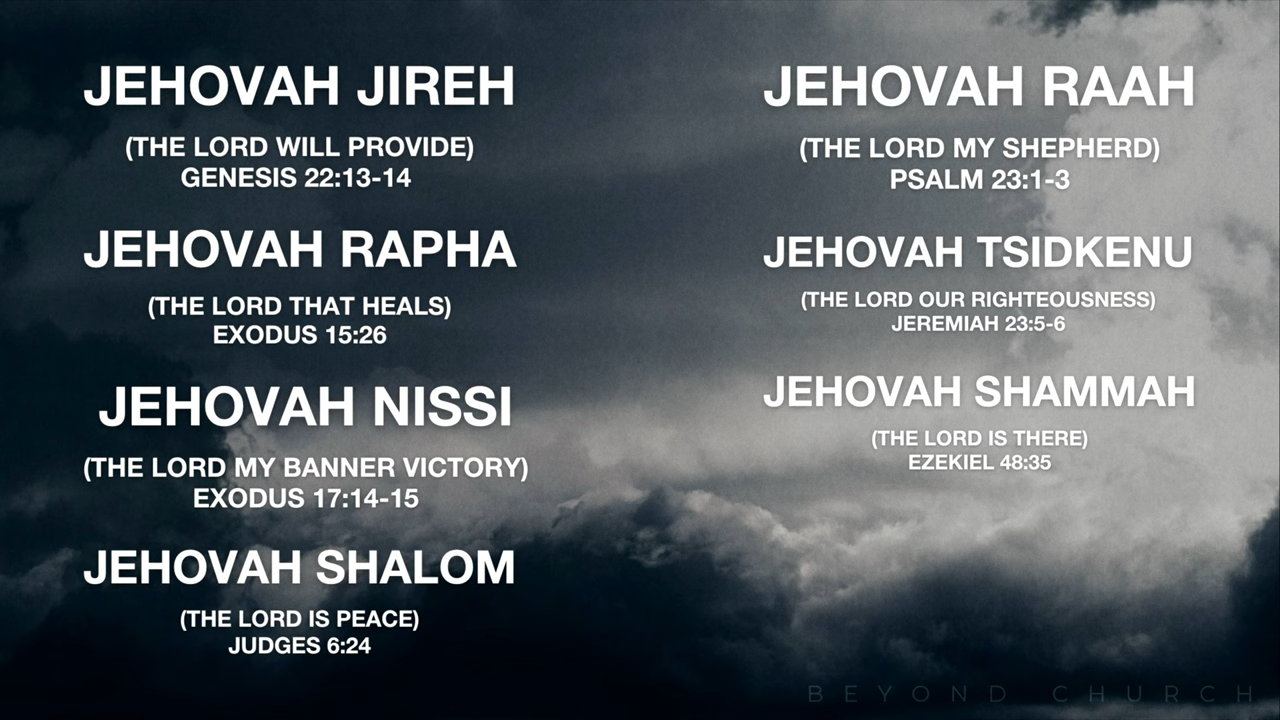 JEHOVAH JIREH
(THE LORD WILL PROVIDE)
GENESIS 22:13-14
JEHOVAH RAPHA
(THE LORD THAT HEALS)
EXODUS 15:26
JEHOVAH NISSI
(THE LORD MY BANNER VICTORY)
EXODUS 17:14-15
JEHOVAH SHALOM
(THE LORD IS PEACE)
JUDGES 6:24
JEHOVAH RAAH
(THE LORD MY SHEPHERD)
PSALM 23:1-3
JEHOVAH TSIDKENU
(THE LORD OUR RIGHTEOUSNESS)
JEREMIAH 23:5-6
JEHOVAH SHAMMAH
(THE LORD IS THERE)
EZEKIEL 48:35
BEYOND CHURCH